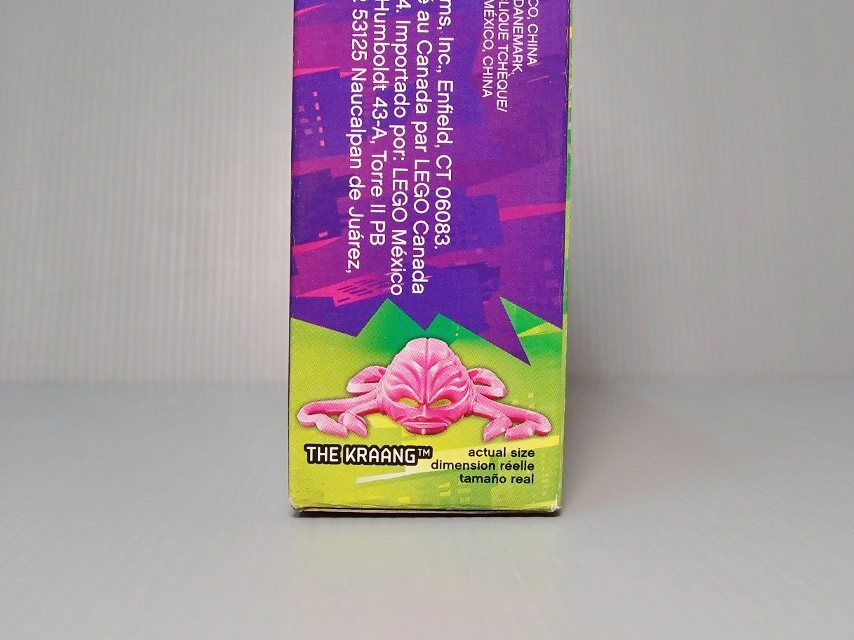 CO, CHINA
DANEMARK,
LIQUE TCHÈQUE/
MÉXICO, CHINA
ms, Inc., Enfield, CT 06083.
é au Canada par LEGO Canada
4. Importado por: LEGO México
Humboldt 43-A, Torre II PB
53125 Naucalpan de Juárez,
THE KRAANG™
actual size
dimension réelle
tamaño real